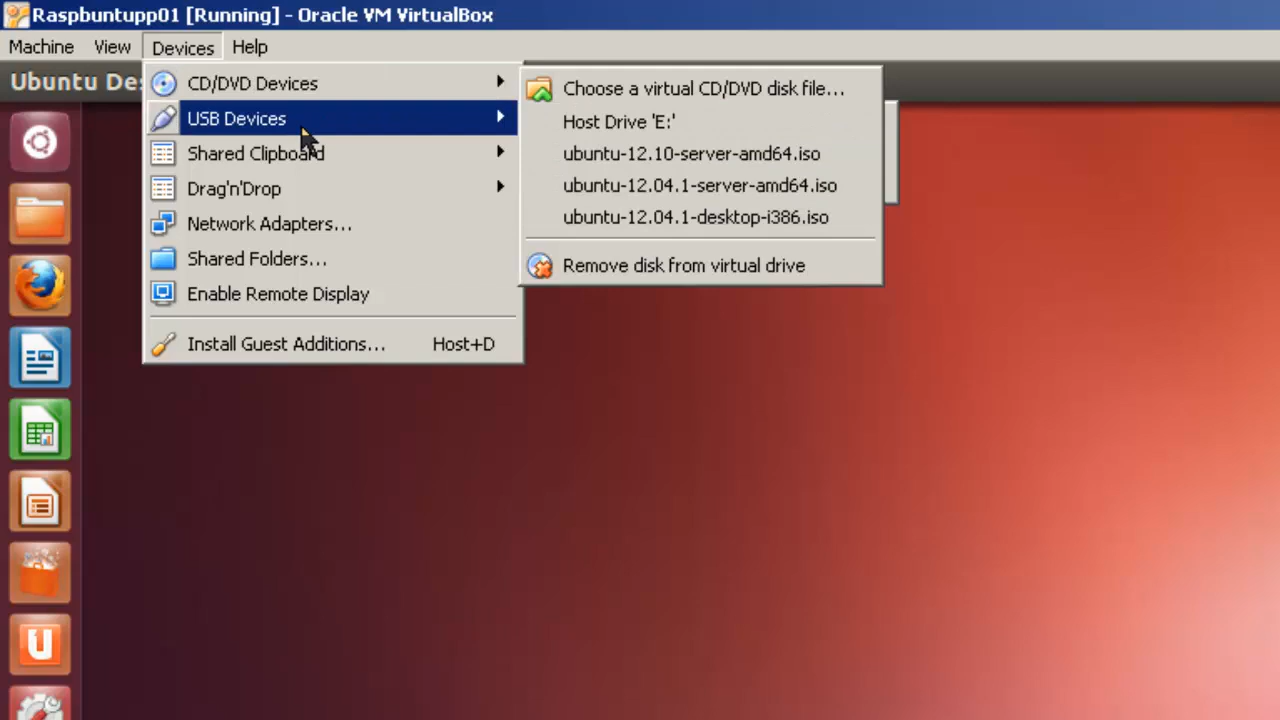 Raspbuntupp01 [Running] - Oracle VM VirtualBox
Machine View Devices Help
Ubuntu Des
CD/DVD Devices
USB Devices
Shared Clipboard
Drag'n'Drop
Network Adapters...
Shared Folders...
Enable Remote Display
Install Guest Additions... Host+D
Choose a virtual CD/DVD disk file...
Host Drive 'E:'
ubuntu-12.10-server-amd64.iso
ubuntu-12.04.1-server-amd64.iso
ubuntu-12.04.1-desktop-i386.iso
Remove disk from virtual drive